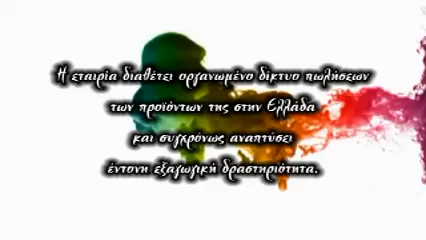 Η εταιρία διαθέτει οργανωμένο δίκτυο πωλήσεων
των προϊόντων της στην Ελλάδα
και συγχρόνως αναπτύσει
έντονη εξαγωγική δραστηριότητα.